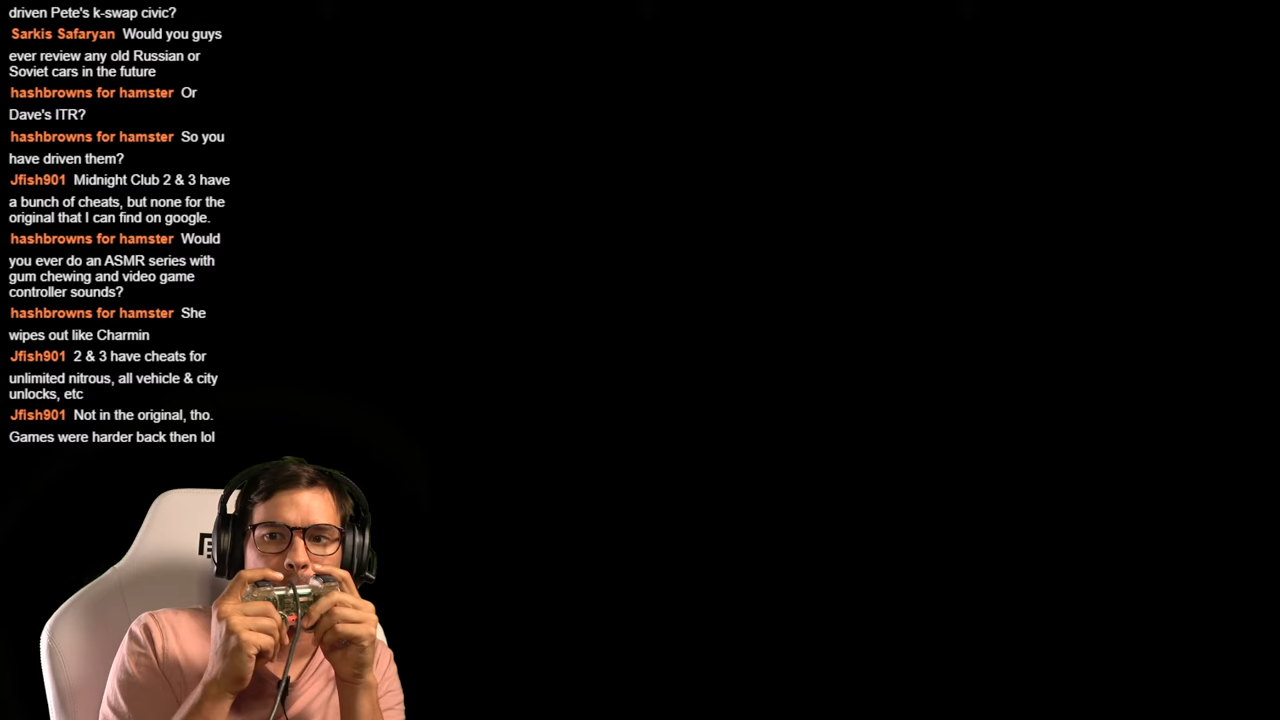 driven Pete's k-swap civic?
Sarkis Safaryan Would you guys
ever review any old Russian or
Soviet cars in the future
hashbrowns for hamster Or
Dave's ITR?
hashbrowns for hamster So you
have driven them?
Jfish901 Midnight Club 2 & 3 have
a bunch of cheats, but none for the
original that I can find on google.
hashbrowns for hamster Would
you ever do an ASMR series with
gum chewing and video game
controller sounds?
hashbrowns for hamster She
wipes out like Charmin
Jfish901 2 & 3 have cheats for
unlimited nitrous, all vehicle & city
unlocks, etc
Jfish901 Not in the original, tho.
Games were harder back then lol